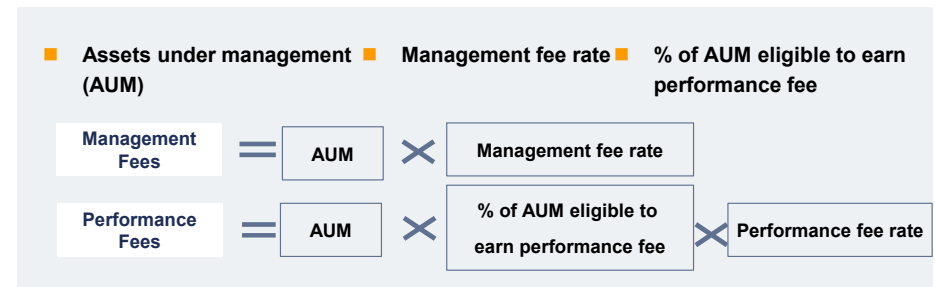 Assets under management
(AUM)
Management fee rate
% of AUM eligible to earn
performance fee
Management
Fees
=
AUM
×
Management fee rate
Performance
Fees
=
AUM
×
% of AUM eligible to
earn performance fee
×
Performance fee rate